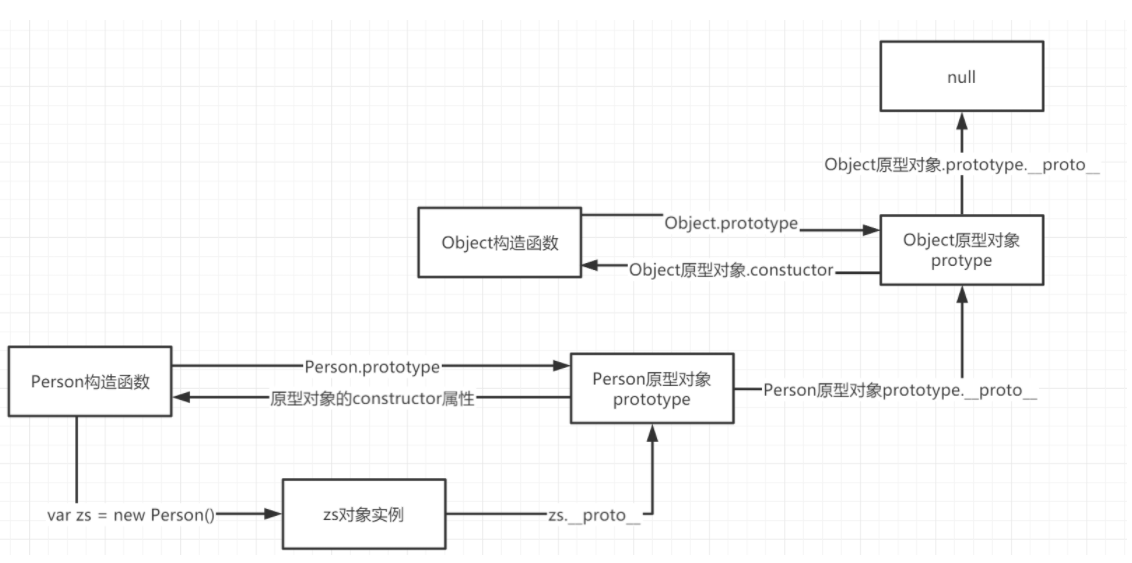 null
Object原型对象.prototype.__proto__
Object构造函数
Object.prototype
Object原型对象
protype
Object原型对象.constuctor
Person构造函数
Person.prototype
原型对象的constructor属性
Person原型对象
prototype
Person原型对象prototype.__proto__
var zs = new Person()
zs对象实例
zs.__proto__